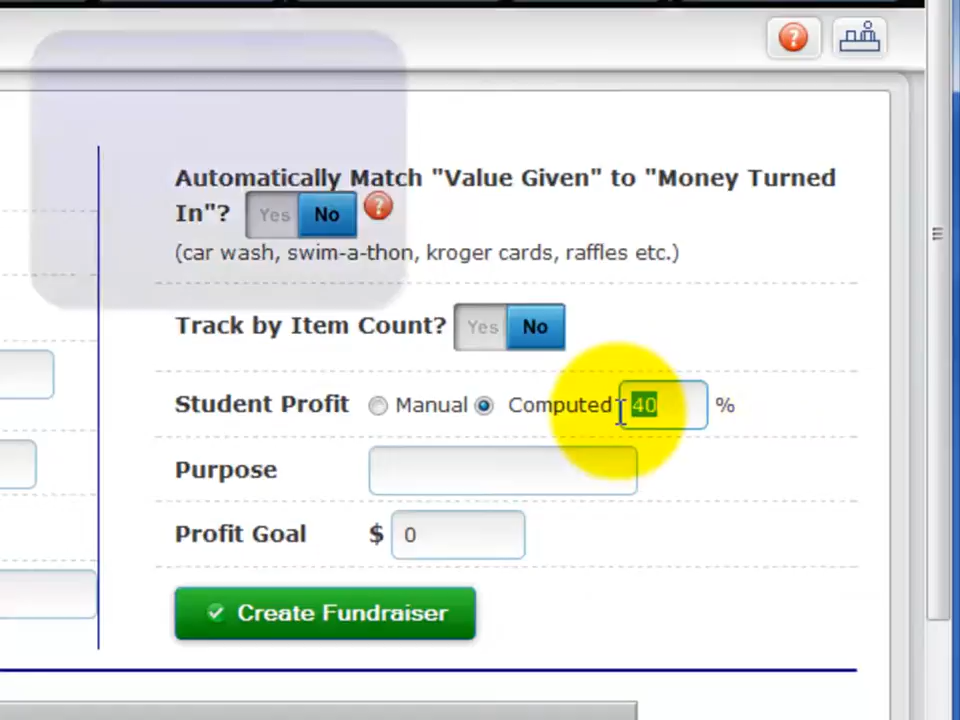 Automatically Match "Value Given" to "Money Turned
In"? Yes No ?
(car wash, swim-a-thon, kroger cards, raffles etc.)
Track by Item Count? Yes No
Student Profit Manual Computed 40 %
Purpose
Profit Goal $ 0
Create Fundraiser